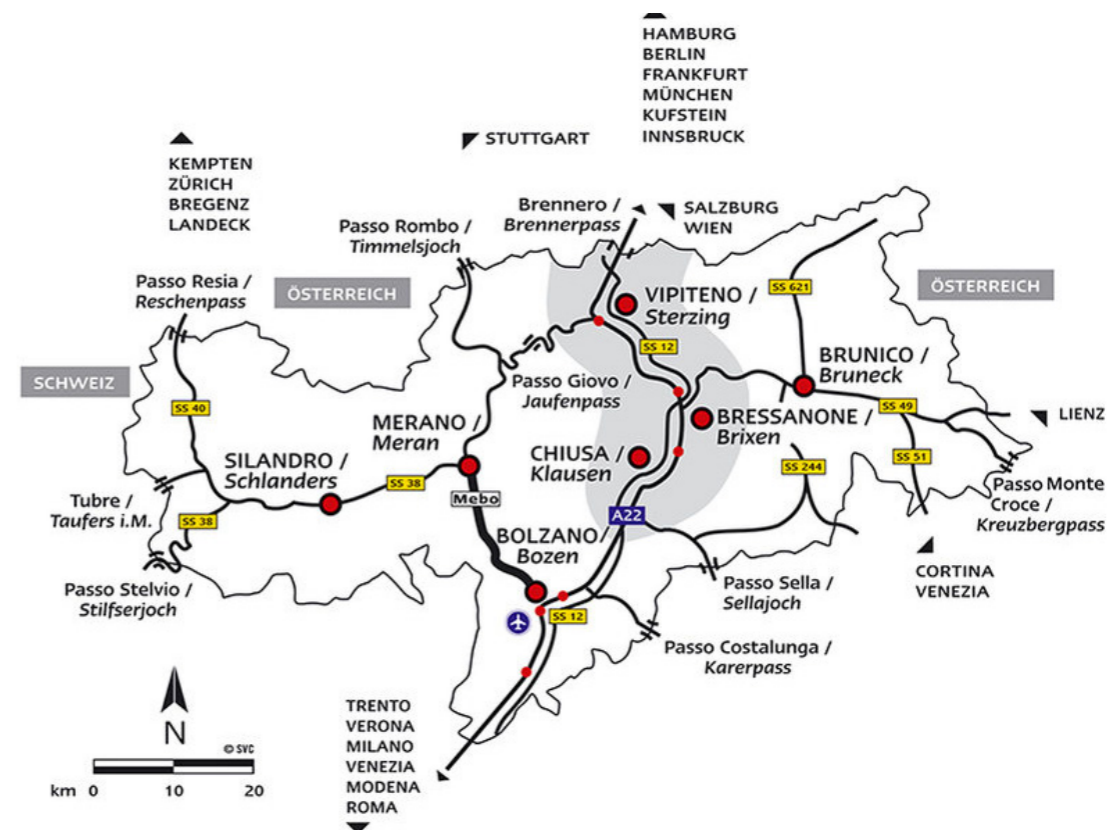 HAMBURG
BERLIN
FRANKFURT
MÜNCHEN
KUFSTEIN
INNSBRUCK
STUTTGART
KEMPTEN
ZÜRICH
BREGENZ
LANDECK
Brennero /
Brennerpass
SALZBURG
WIEN
Passo Rombo /
Timmelsjoch
Passo Resia /
Reschenpass
ÖSTERREICH
ÖSTERREICH
SS 621
VIPITENO /
Sterzing
SS 12
SCHWEIZ
Passo Giovo /
Jaufenpass
BRUNICO /
Bruneck
SS 40
SS 49
LIENZ
MERANO /
Meran
BRESSANONE /
Brixen
CHIUSA /
Klausen
SILANDRO /
Schlanders
SS 38
SS 244
SS 51
Mebo
Tubre /
Taufers i.M.
SS 38
A22
Passo Monte
Croce /
Kreuzbergpass
BOLZANO /
Bozen
Passo Stelvio /
Stilfserjoch
Passo Sella /
Sellajoch
CORTINA
VENEZIA
SS 12
Passo Costalunga /
Karerpass
TRENTO
VERONA
MILANO
VENEZIA
MODENA
ROMA
N
© SVC
km 0 10 20